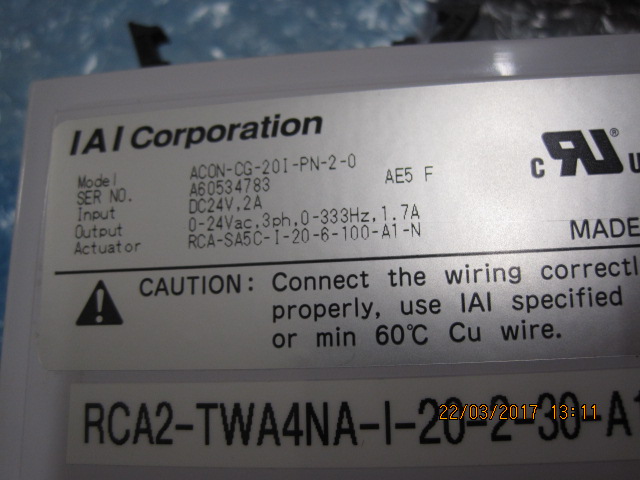 IAI Corporation
Model ACON-CG-20I-PN-2-0
SER NO. A60534783 AE5 F
Input DC24V,2A
Output 0-24Vac,3ph,0-333Hz,1.7A
Actuator RCA-SA5C-I-20-6-100-A1-N
c RU ® u
MADE
CAUTION: Connect the wiring correctl
properly, use IAI specified
or min 60℃ Cu wire.
RCA2-TWA4NA-I-20-2-30-A1
22/03/2017 13:11